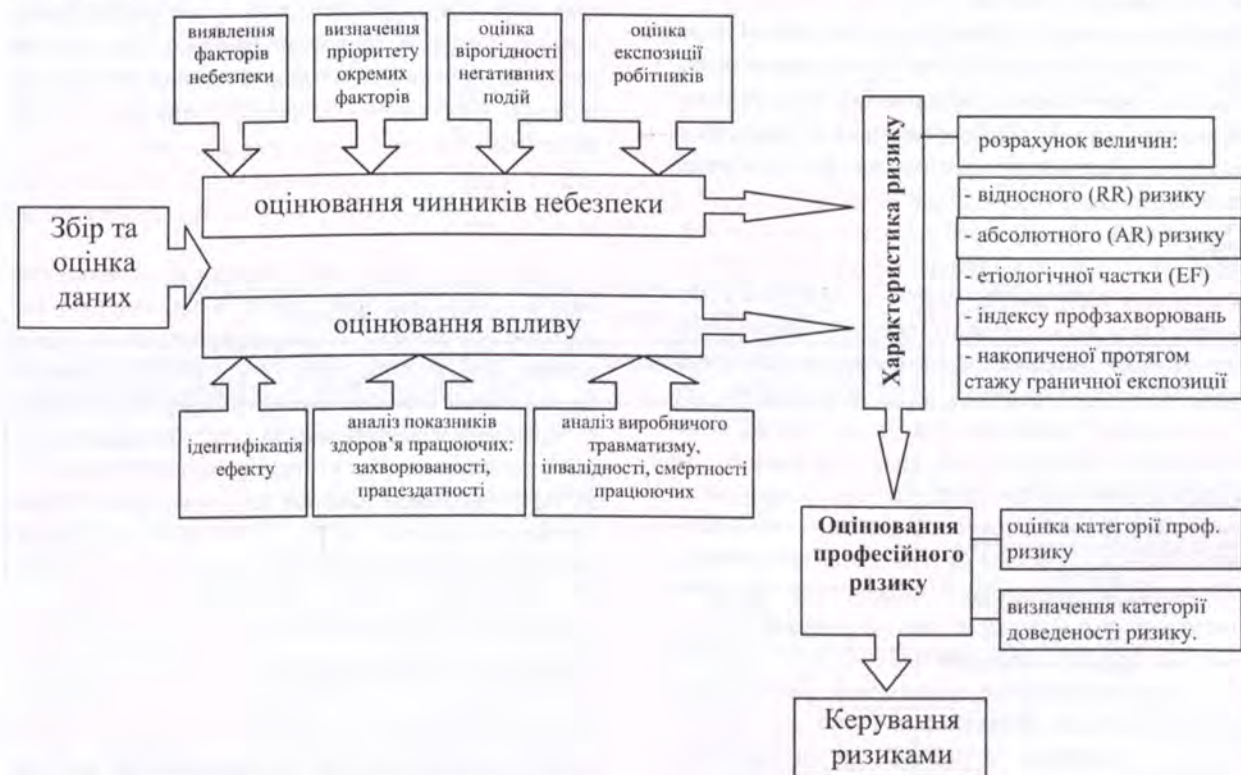 виявлення
факторів
небезпеки
визначення
пріоритету
окремих
факторів
оцінка
вірогідності
негативних
подій
оцінка
експозиції
робітників
Збір та
оцінка
даних
оцінювання чинників небезпеки
оцінювання впливу
ідентифікація
ефекту
аналіз показників
здоров'я працюючих:
захворюваності,
працездатності
аналіз виробничого
травматизму,
інвалідності, смертності
працюючих
Характеристика ризику
розрахунок величин:
- відносного (RR) ризику
- абсолютного (AR) ризику
- етіологічної частки (EF)
- індексу профзахворювань
- накопиченої протягом
стажу граничної експозиції
Оцінювання
професійного
ризику
оцінка категорії проф.
ризику
визначення категорії
доведеності ризику.
Керування
ризиками